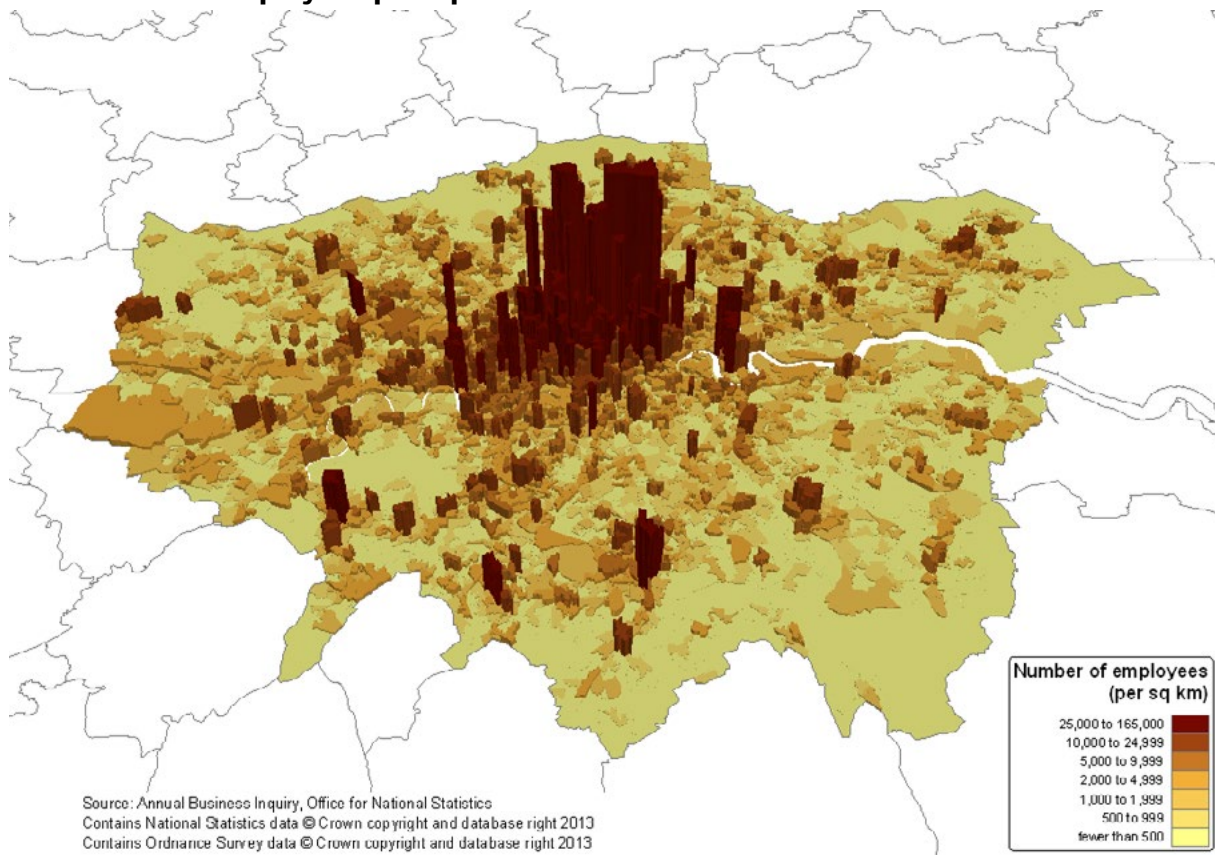 Number of employees
(per sq km)
25,000 to 165,000
10,000 to 24,999
5,000 to 9,999
2,000 to 4,999
1,000 to 1,999
500 to 999
fewer than 500
Source: Annual Business Inquiry, Office for National Statistics
Contains National Statistics data © Crown copyright and database right 2013
Contains Ordnance Survey data © Crown copyright and database right 2013